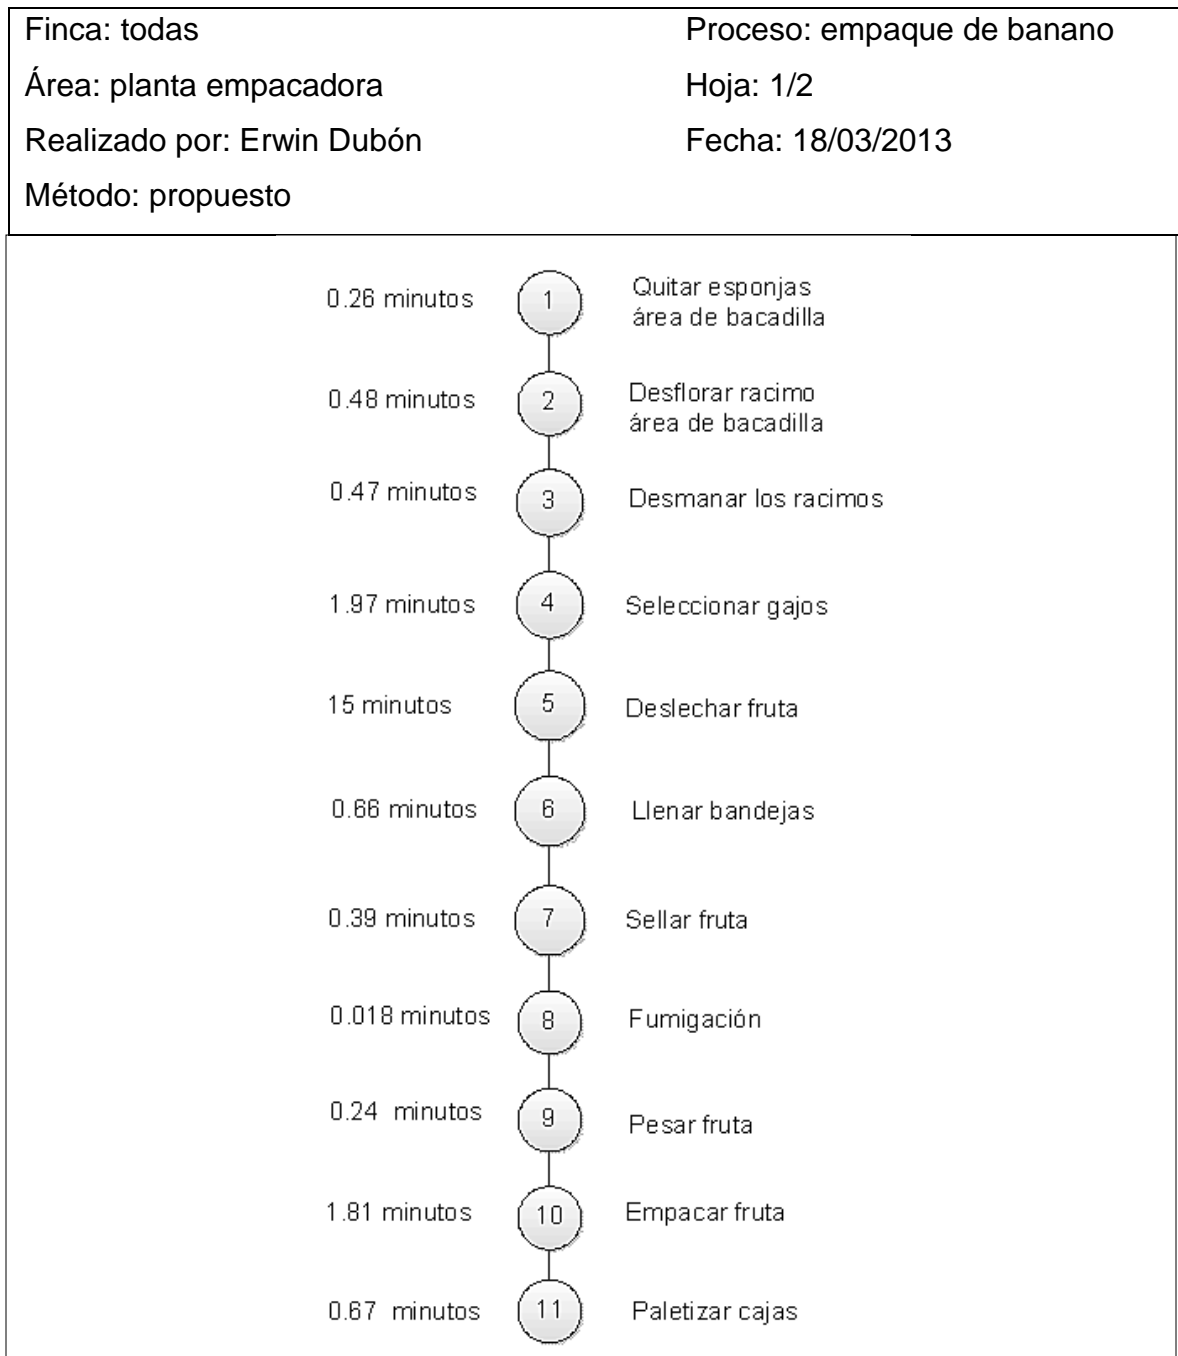 Finca: todas Proceso: empaque de banano
Área: planta empacadora Hoja: 1/2
Realizado por: Erwin Dubón Fecha: 18/03/2013
Método: propuesto
0.26 minutos 1 Quitar esponjas
área de bacadilla
0.48 minutos 2 Desflorar racimo
área de bacadilla
0.47 minutos 3 Desmanar los racimos
1.97 minutos 4 Seleccionar gajos
15 minutos 5 Deslechar fruta
0.66 minutos 6 Llenar bandejas
0.39 minutos 7 Sellar fruta
0.018 minutos 8 Fumigación
0.24 minutos 9 Pesar fruta
1.81 minutos 10 Empacar fruta
0.67 minutos 11 Paletizar cajas